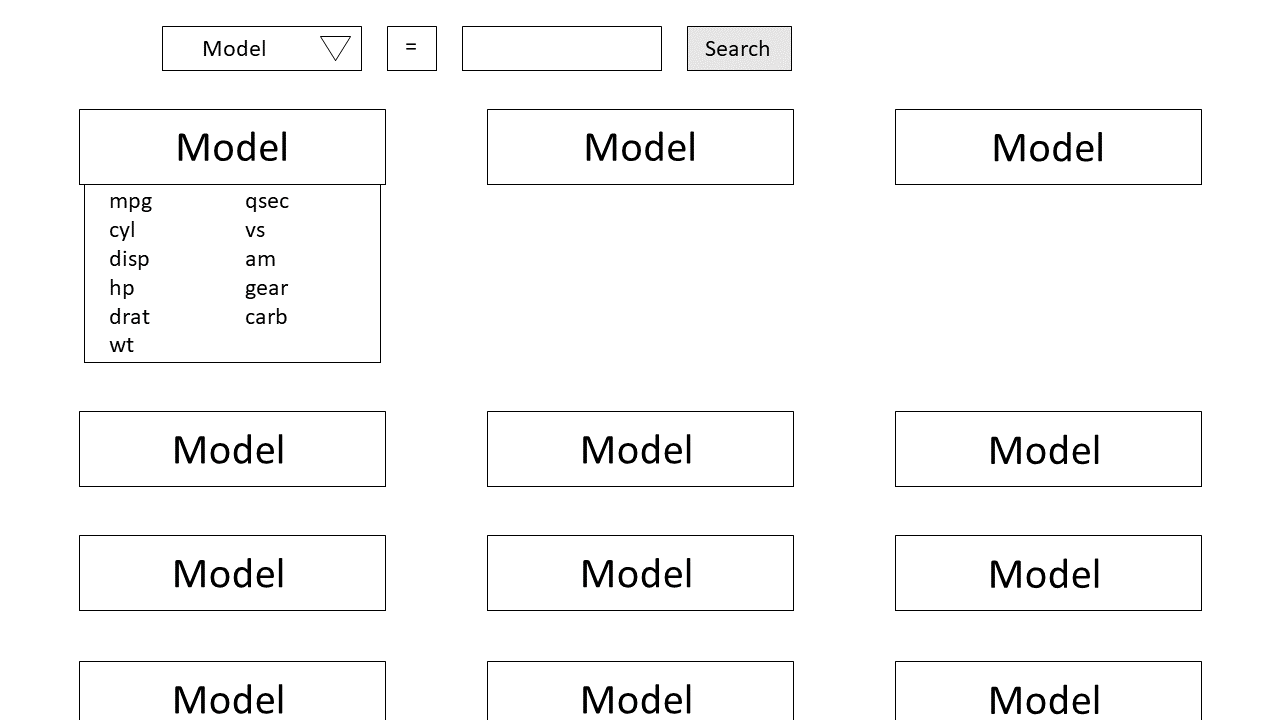 Model = Search
Model Model Model
mpg qsec
cyl vs
disp am
hp gear
drat carb
wt
Model Model Model
Model Model Model
Model Model Model